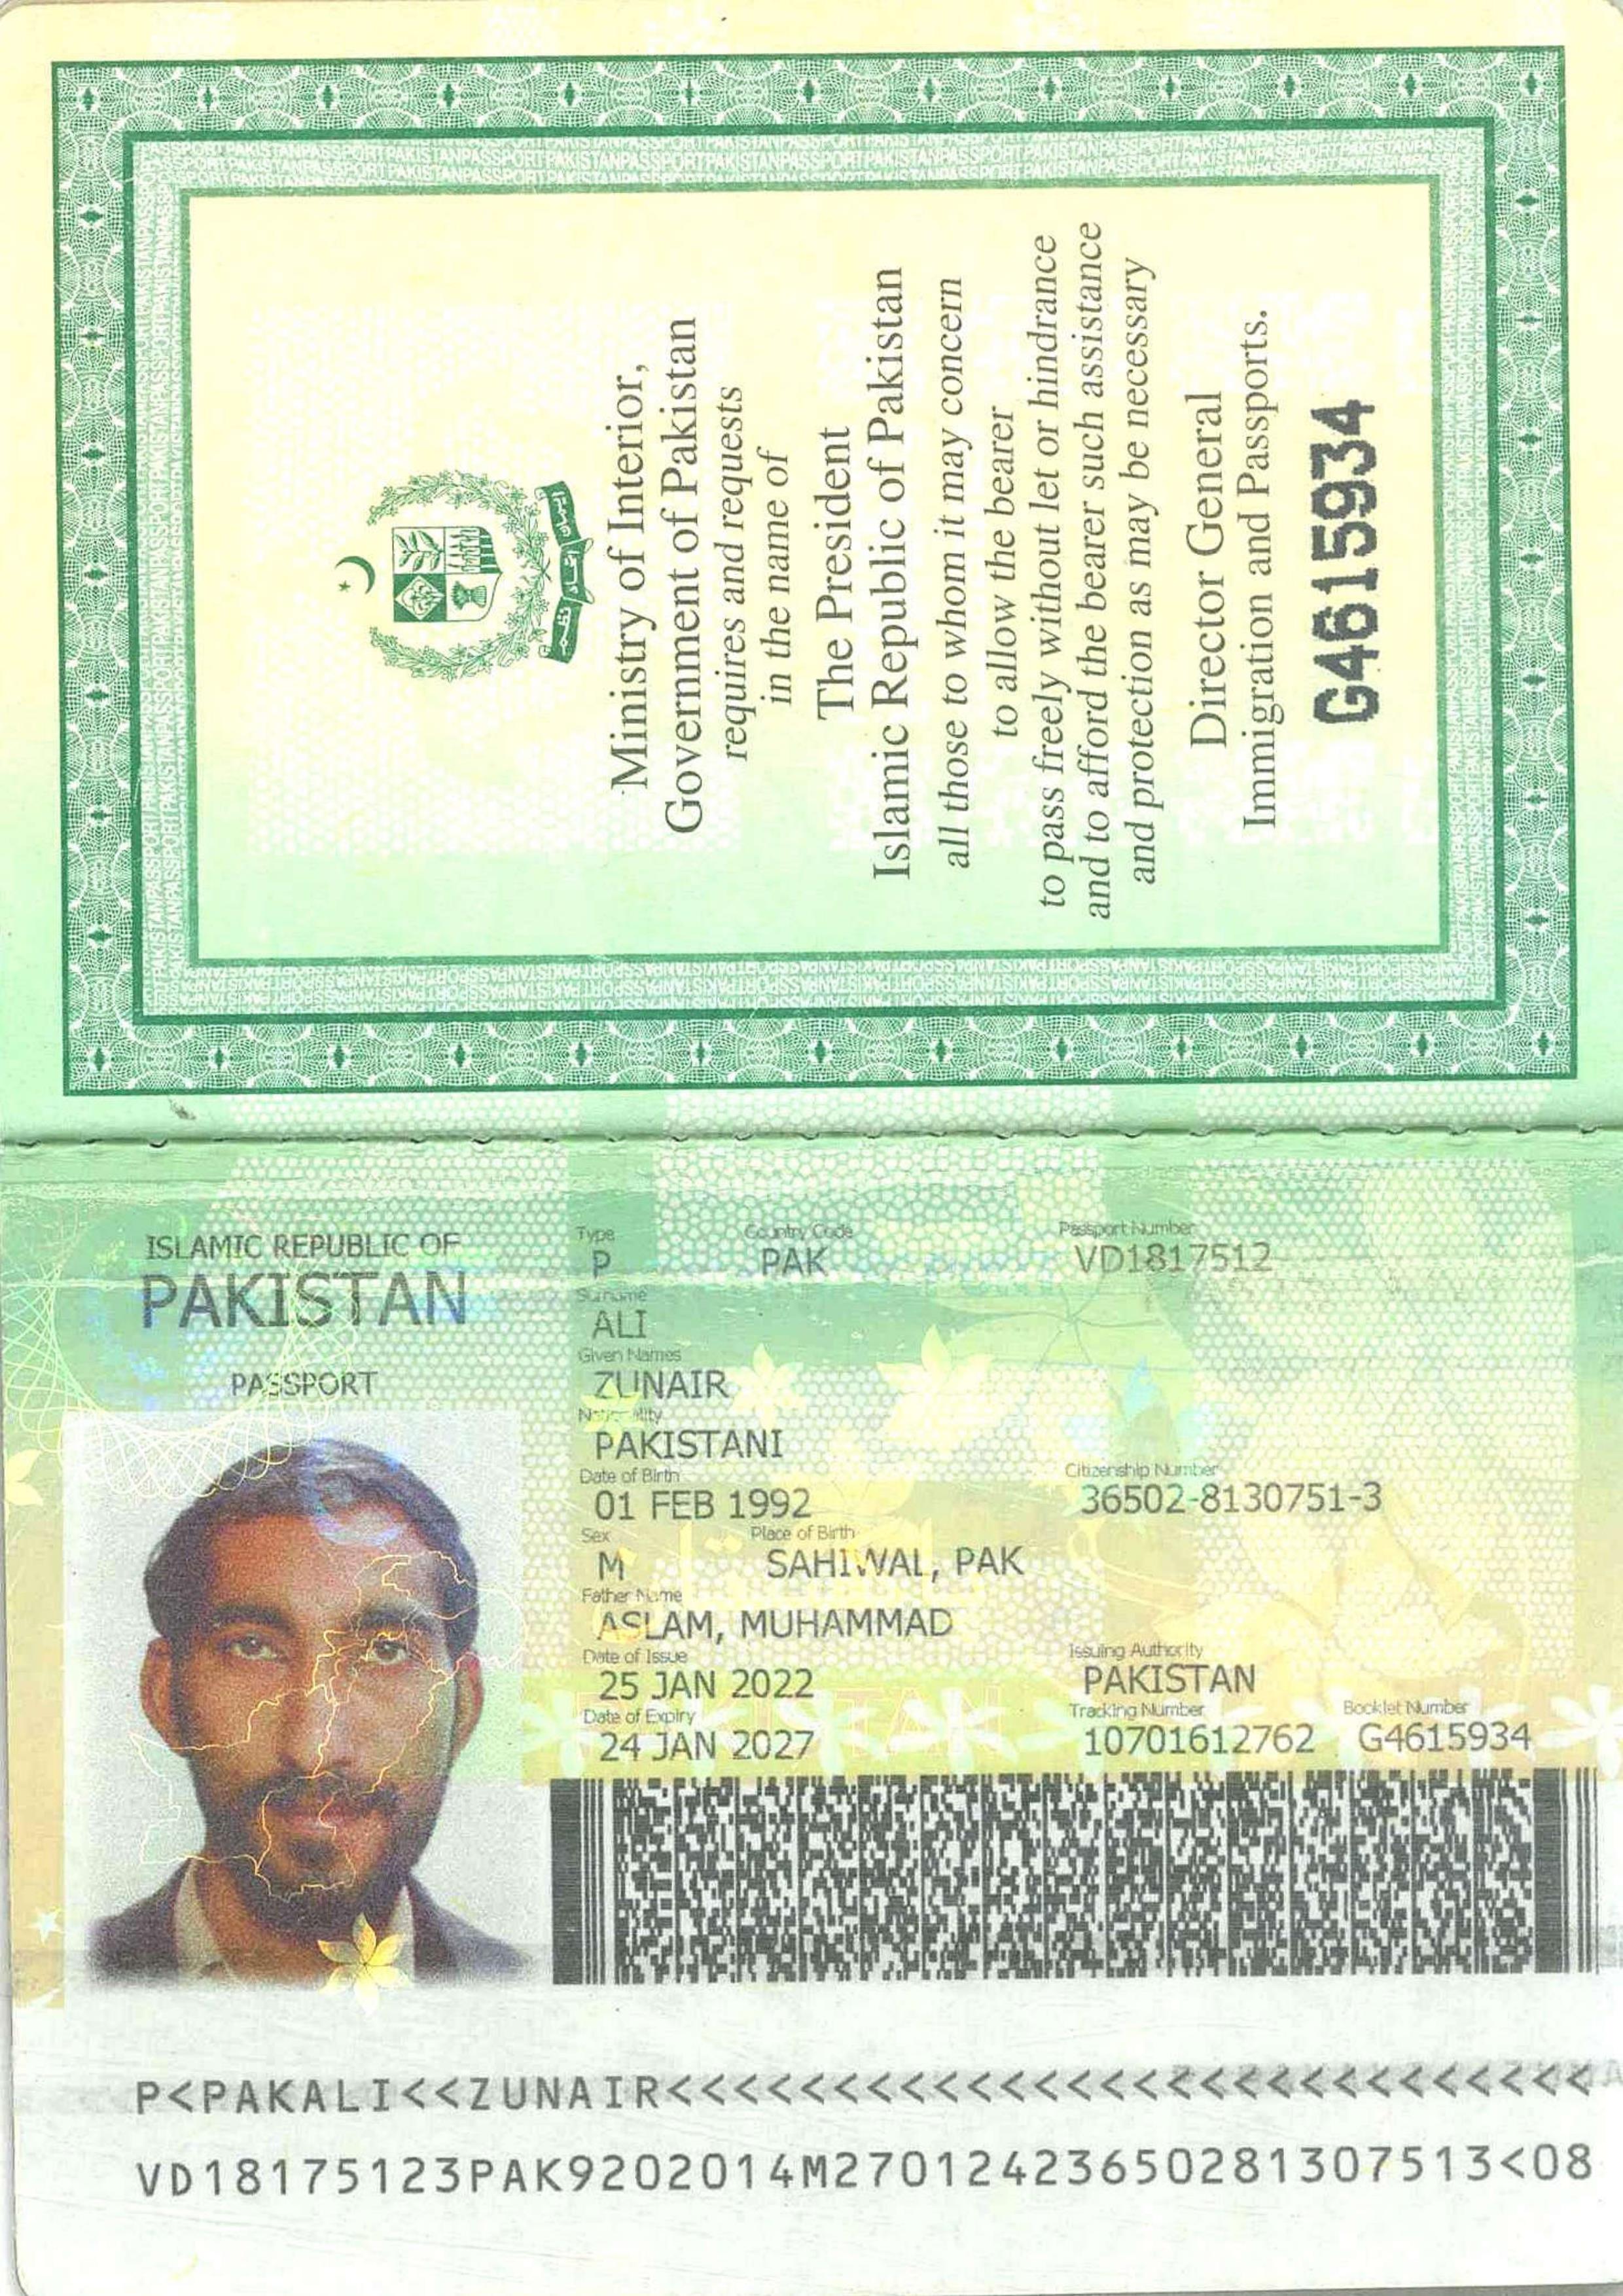 Ministry of Interior,
Government of Pakistan
requires and requests
in the name of
The President
Islamic Republic of Pakistan
all those to whom it may concern
to allow the bearer
to pass freely without let or hindrance
and to afford the bearer such assistance
and protection as may be necessary
Director General
Immigration and Passports.
G4615934
ISLAMIC REPUBLIC OF
PAKISTAN
PASSPORT
Type Country Code Passport Number
P PAK VD1817512
Surname
ALI
Given Names
ZUNAIR
Nationality
PAKISTANI
Date of Birth Citizenship Number
01 FEB 1992 36502-8130751-3
Sex Place of Birth
M SAHIWAL, PAK
Father Name
ASLAM, MUHAMMAD
Date of Issue Issuing Authority
25 JAN 2022 PAKISTAN
Date of Expiry Tracking Number Booklet Number
24 JAN 2027 10701612762 G4615934
P<PAKALI<<ZUNAIR<<<<<<<<<<<<<<<<<<<<<<<<<<<<
VD18175123PAK9202014M27012423650281307513<08